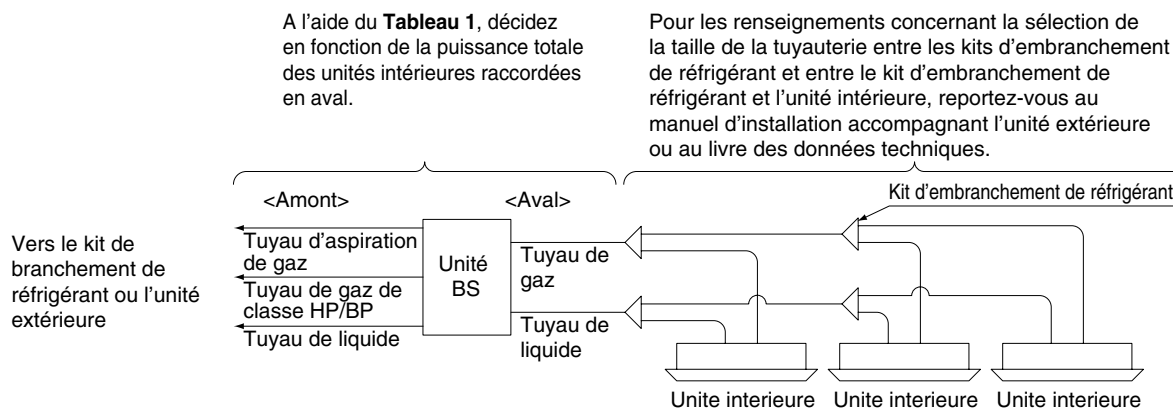 A l'aide du Tableau 1, décidez
en fonction de la puissance totale
des unités intérieures raccordées
en aval.
Pour les renseignements concernant la sélection de
la taille de la tuyauterie entre les kits d'embranchement
de réfrigérant et entre le kit d'embranchement de
réfrigérant et l'unité intérieure, reportez-vous au
manuel d'installation accompagnant l'unité extérieure
ou au livre des données techniques.
<Amont>
<Aval>
Kit d'embranchement de réfrigérant
Vers le kit de
branchement de
réfrigérant ou l'unité
extérieure
Tuyau d'aspiration
de gaz
Tuyau de gaz de
classe HP/BP
Tuyau de liquide
Unité
BS
Tuyau de
gaz
Tuyau de
liquide
Unite interieure
Unite interieure
Unite interieure